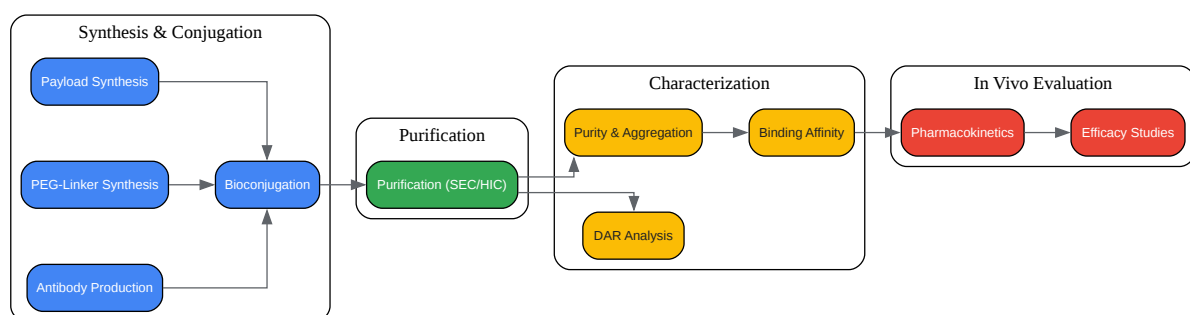 Synthesis & Conjugation
Payload Synthesis
PEG-Linker Synthesis
Bioconjugation
Antibody Production
Purification
Purification (SEC/HIC)
Characterization
Purity & Aggregation
Binding Affinity
DAR Analysis
In Vivo Evaluation
Pharmacokinetics
Efficacy Studies